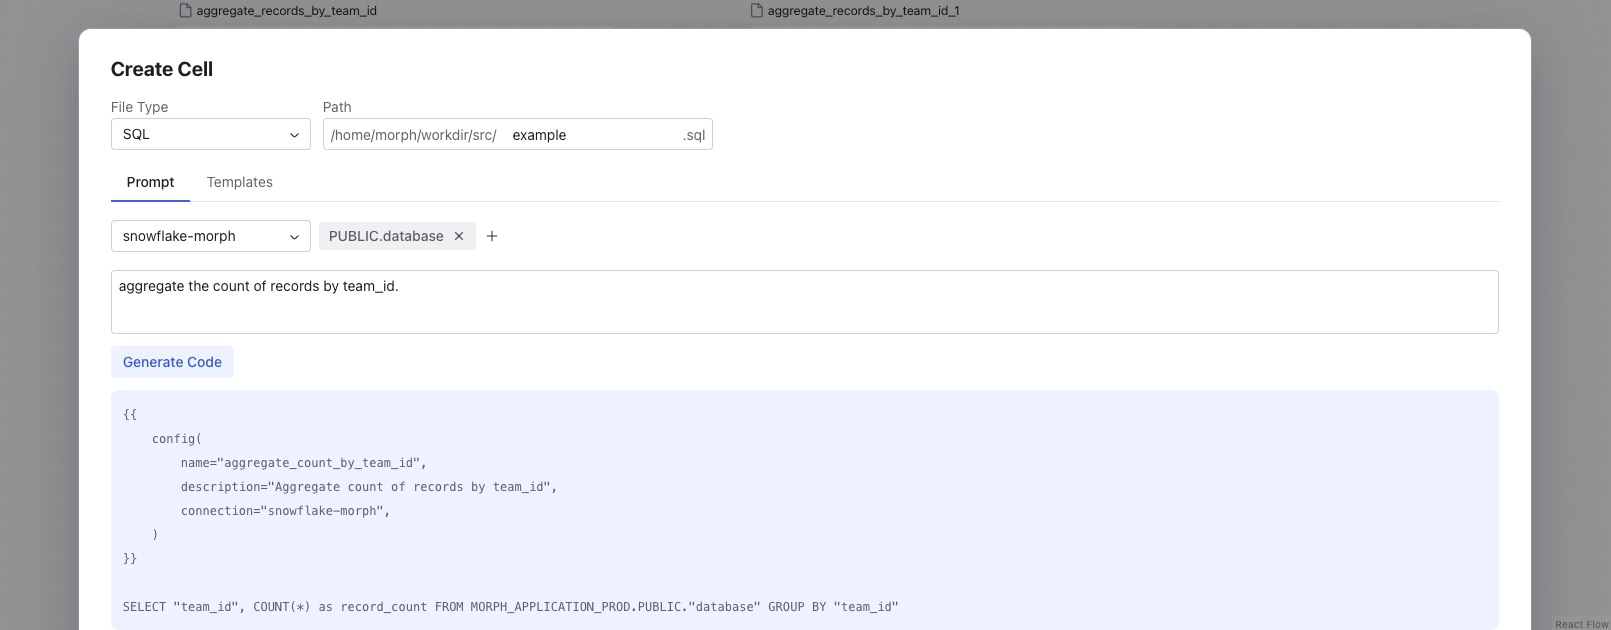 aggregate_records_by_team_id
aggregate_records_by_team_id_1
Create Cell
File Type
Path
SQL
/home/morph/workdir/src/ example .sql
Prompt
Templates
snowflake-morph
PUBLIC.database
aggregate the count of records by team_id.
Generate Code
{{
    config(
        name="aggregate_count_by_team_id",
        description="Aggregate count of records by team_id",
        connection="snowflake-morph",
    )
}}

SELECT "team_id", COUNT(*) as record_count FROM MORPH_APPLICATION_PROD.PUBLIC."database" GROUP BY "team_id"
React Flow